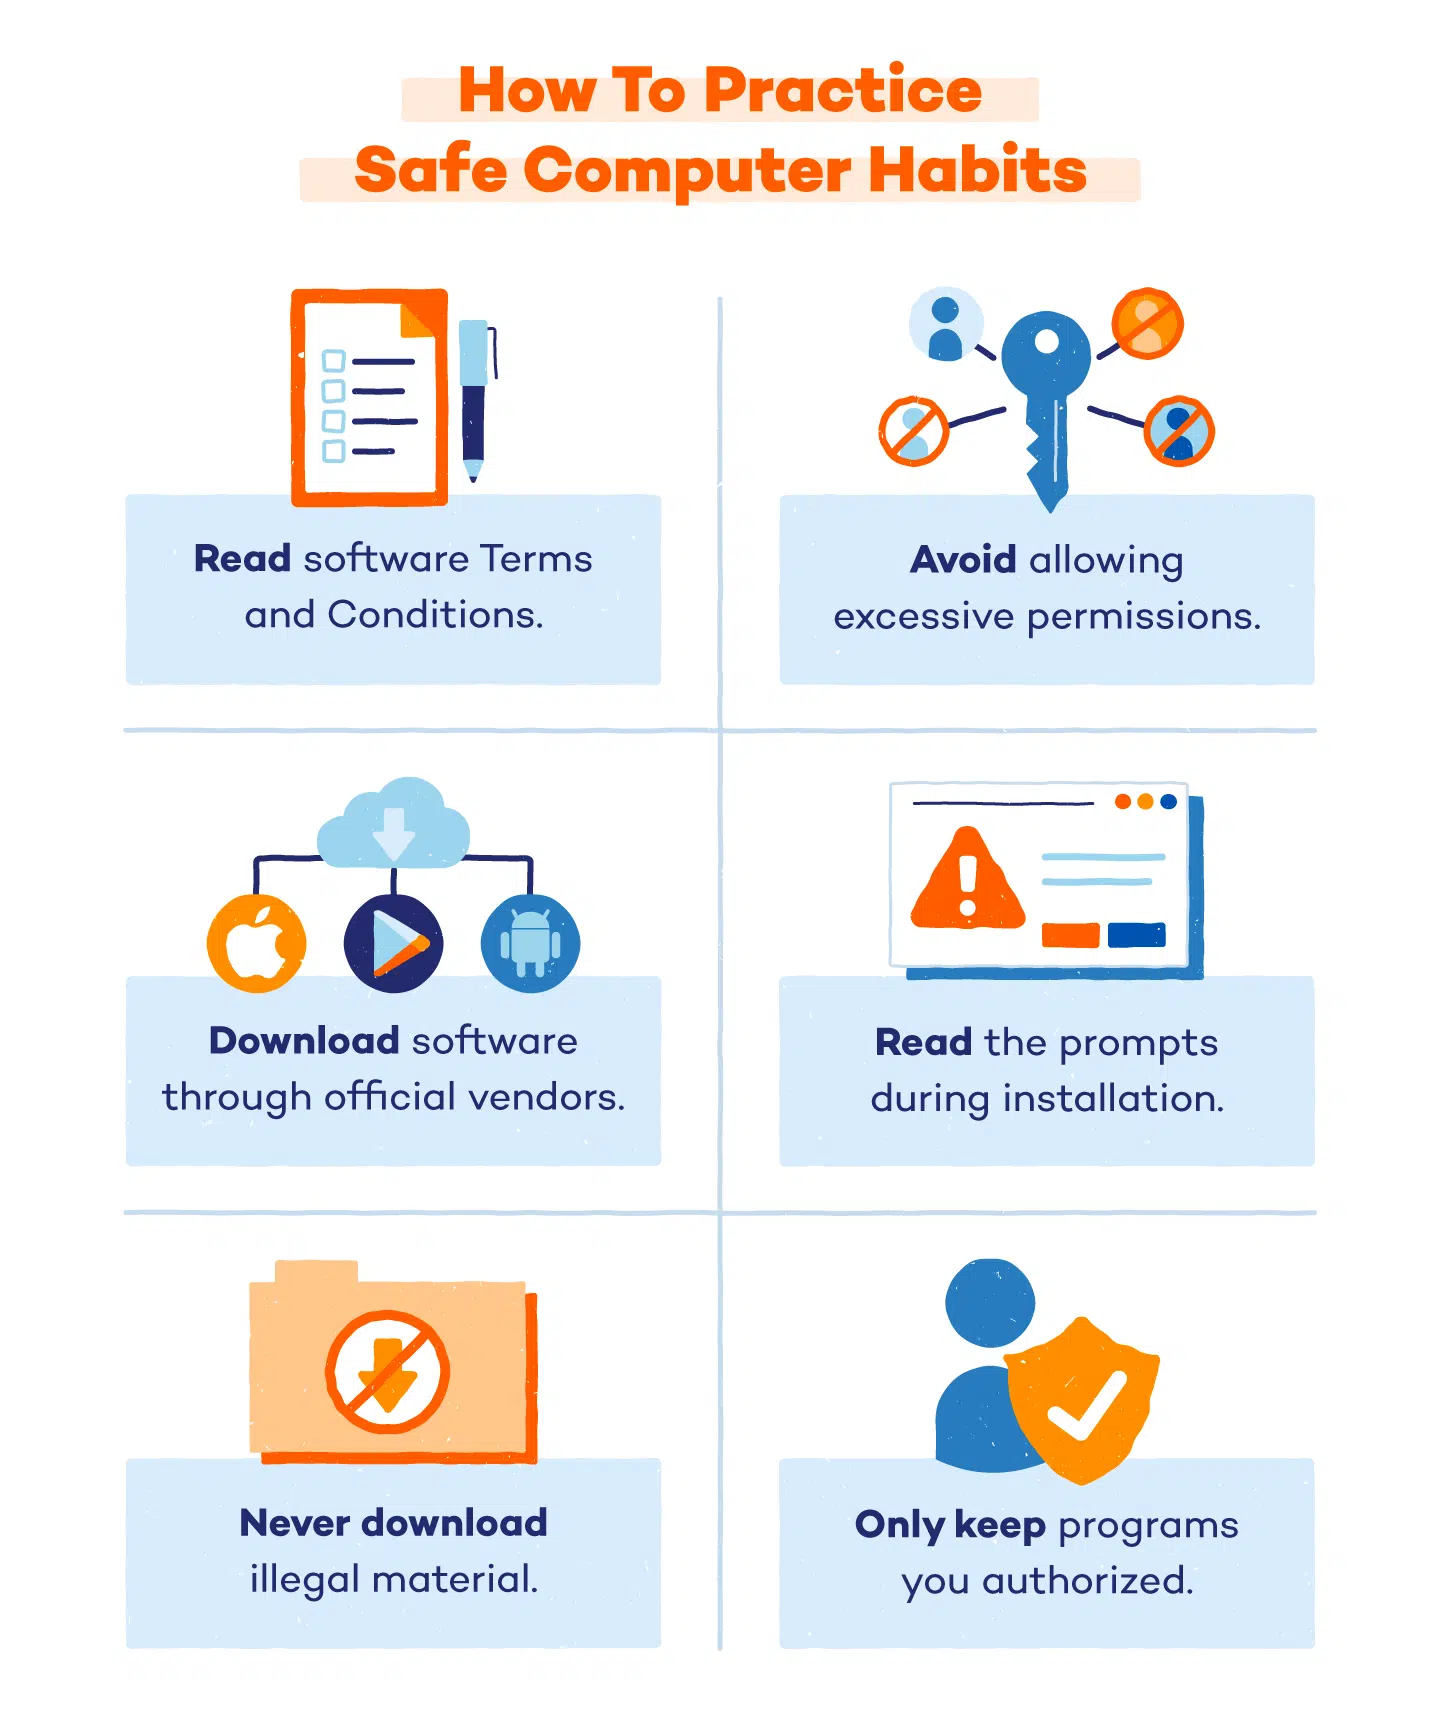 How To Practice
Safe Computer Habits
Read software Terms
and Conditions.
Avoid allowing
excessive permissions.
Download software
through official vendors.
Read the prompts
during installation.
Never download
illegal material.
Only keep programs
you authorized.